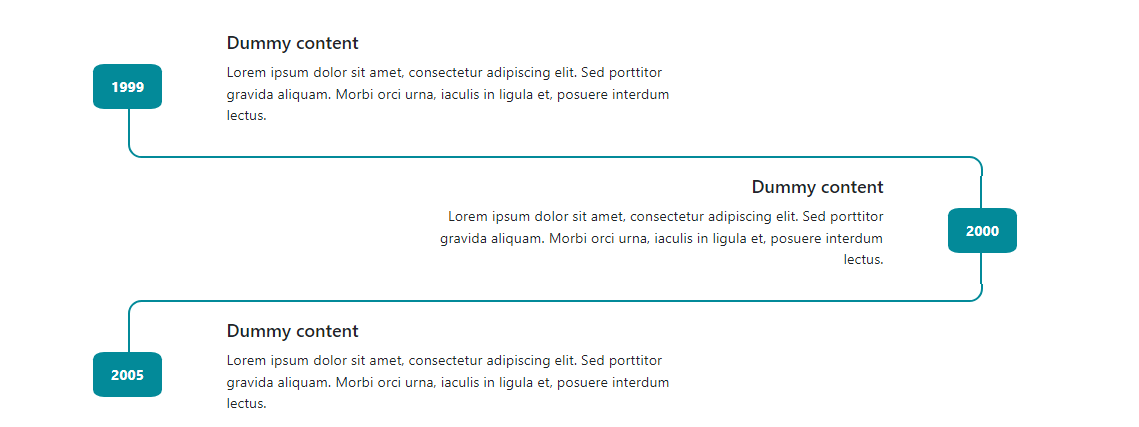 Dummy content
1999
Lorem ipsum dolor sit amet, consectetur adipiscing elit. Sed porttitor
gravida aliquam. Morbi orci urna, iaculis in ligula et, posuere interdum
lectus.
Dummy content
Lorem ipsum dolor sit amet, consectetur adipiscing elit. Sed porttitor
2000
gravida aliquam. Morbi orci urna, iaculis in ligula et, posuere interdum
lectus.
Dummy content
Lorem ipsum dolor sit amet, consectetur adipiscing elit. Sed porttitor
2005
gravida aliquam. Morbi orci urna, iaculis in ligula et, posuere interdum
lectus.